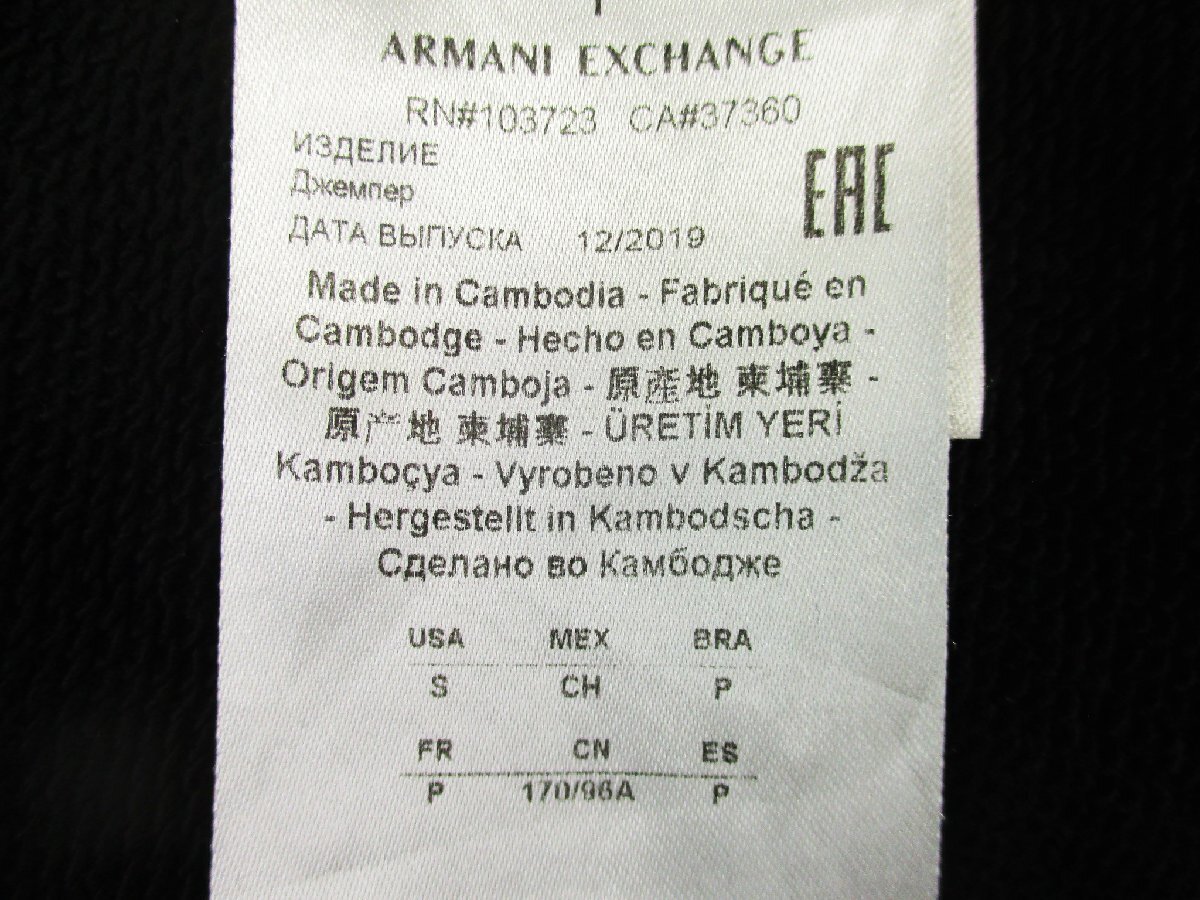 ARMANI EXCHANGE
RN#103723 CA#37360
ИЗДЕЛИЕ
Джемпер
ДАТА ВЫПУСКА 12/2019
EAC
Made in Cambodia - Fabriqué en
Cambodge - Hecho en Camboya -
Origem Camboja - 原產地 柬埔寨 -
原产地 柬埔寨 - ÜRETİM YERİ
Kamboçya - Vyrobeno v Kambodža
- Hergestellt in Kambodscha -
Сделано во Камбодже
USA MEX BRA
S CH P
FR CN ES
P 170/96A P